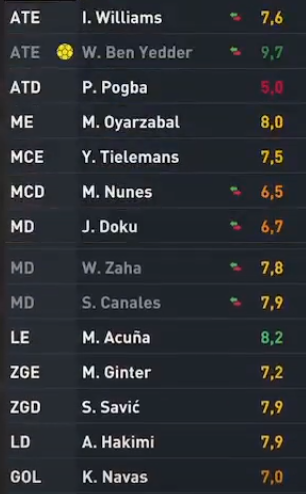 ATE I. Williams 7,6
ATE W. Ben Yedder 9,7
ATD P. Pogba 5,0
ME M. Oyarzabal 8,0
MCE Y. Tielemans 7,5
MCD M. Nunes 6,5
MD J. Doku 6,7
MD W. Zaha 7,8
MD S. Canales 7,9
LE M. Acuña 8,2
ZGE M. Ginter 7,2
ZGD S. Savić 7,9
LD A. Hakimi 7,9
GOL K. Navas 7,0